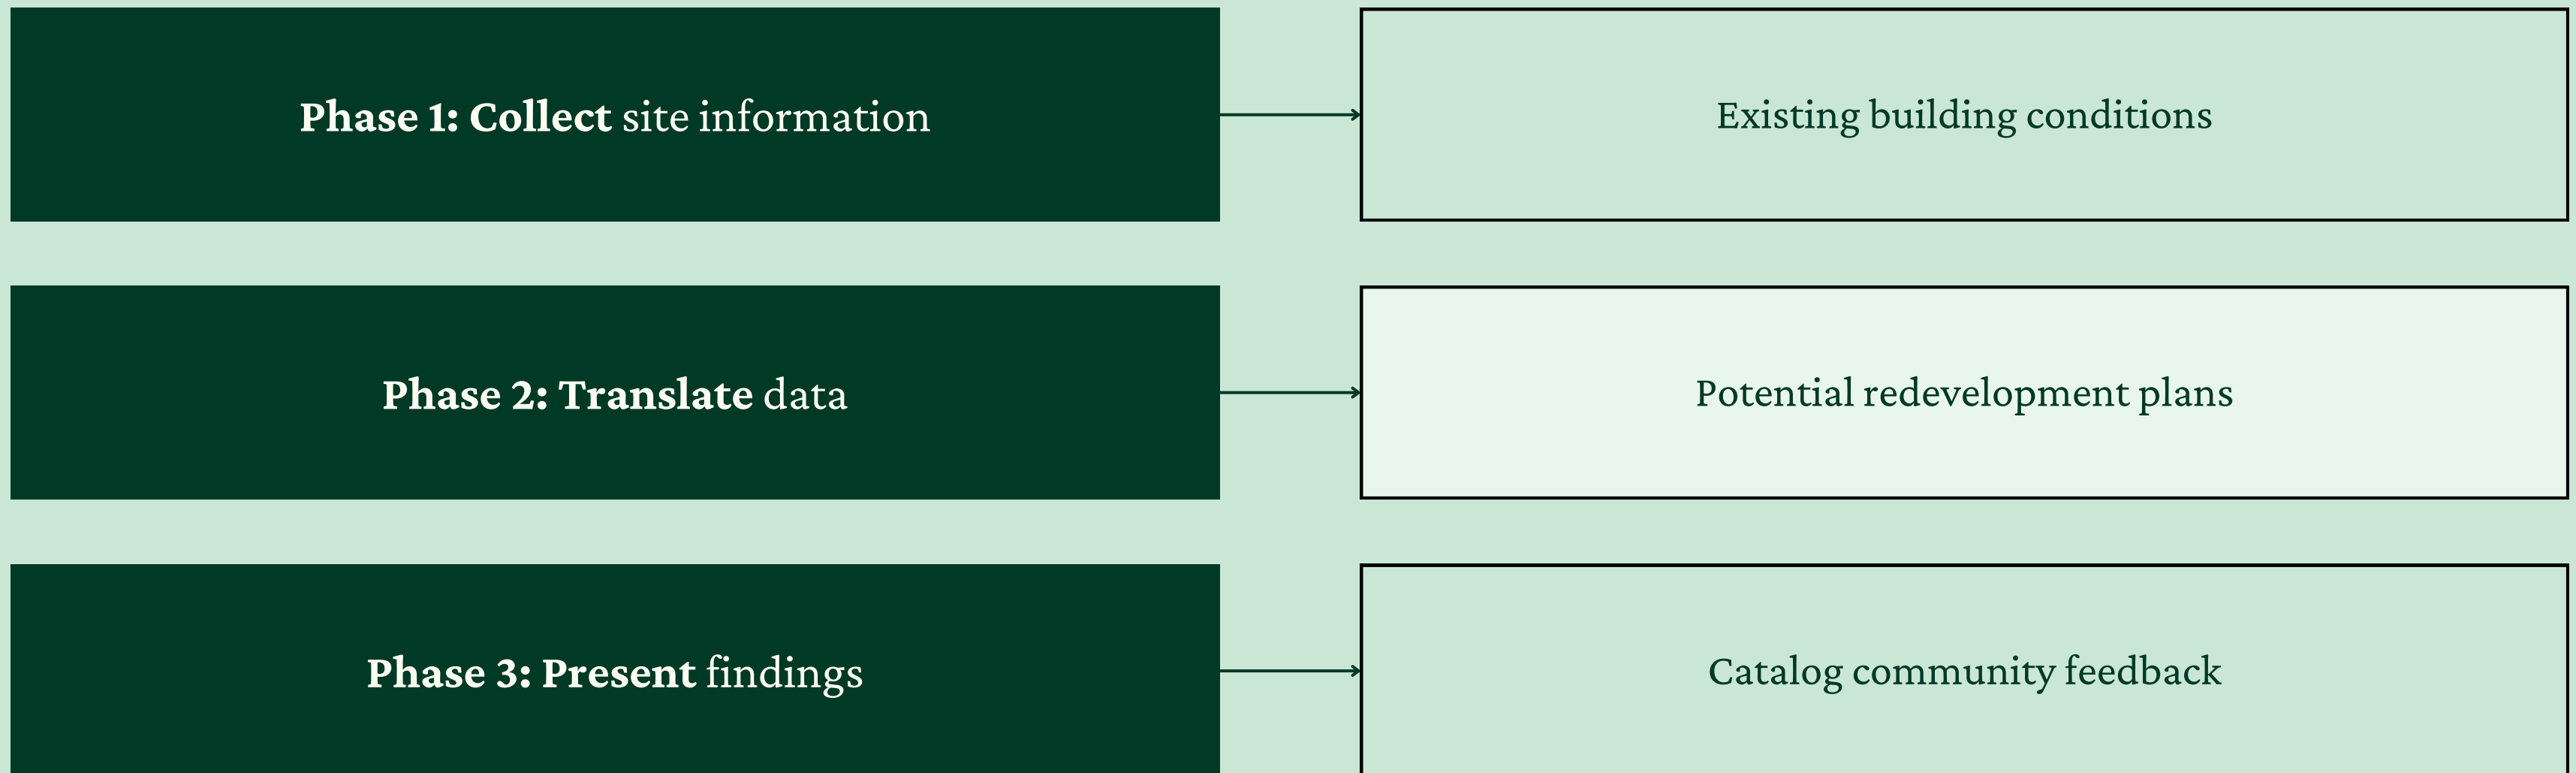 Phase 1: Collect site information
Existing building conditions
Phase 2: Translate data
Potential redevelopment plans
Phase 3: Present findings
Catalog community feedback